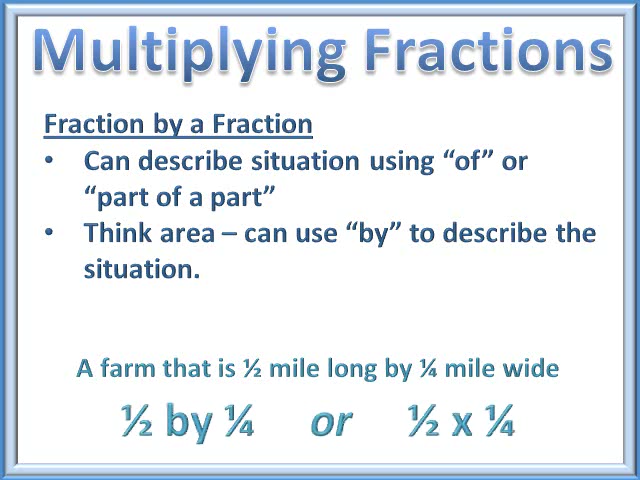 Multiplying Fractions
Fraction by a Fraction
• Can describe situation using “of” or
“part of a part”
• Think area – can use “by” to describe the
situation.
A farm that is ½ mile long by ¼ mile wide
½ by ¼ or ½ x ¼